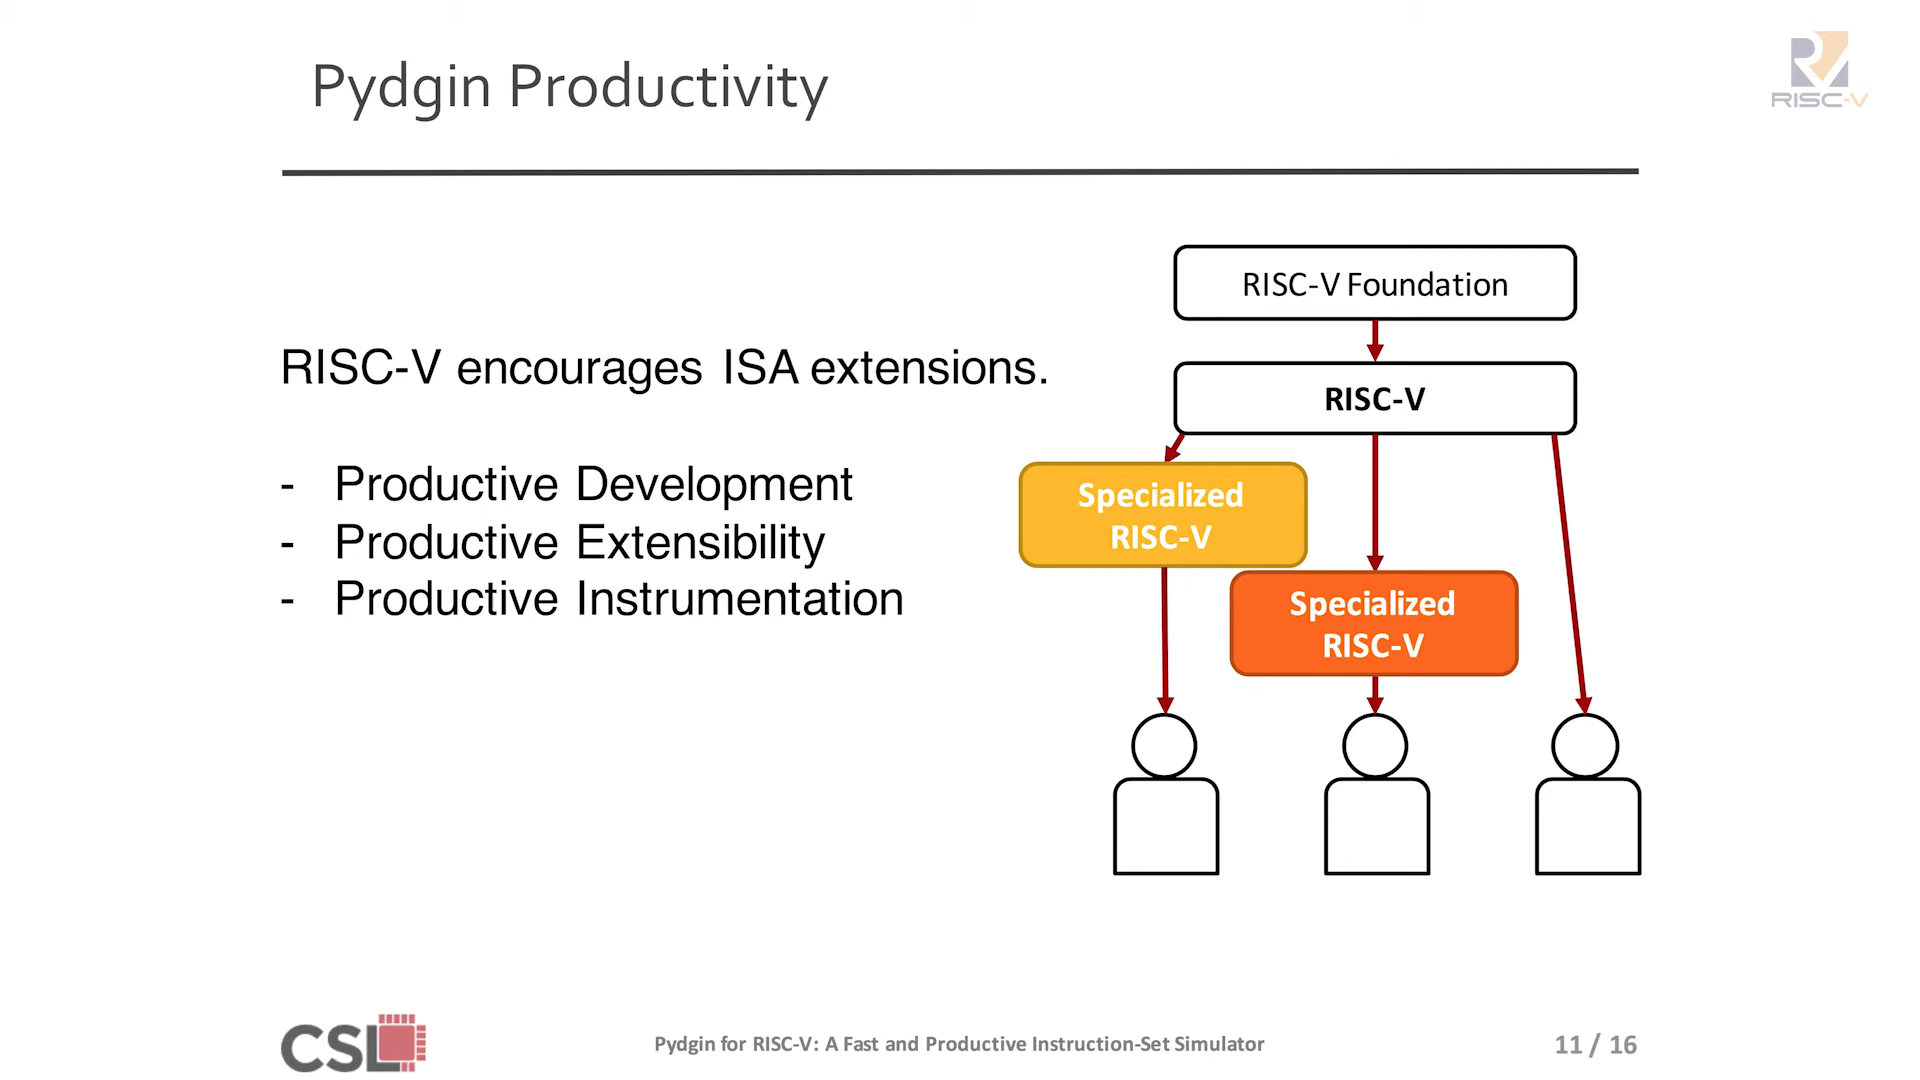 Pydgin Productivity
RISC-V
RISC-V encourages ISA extensions.
- Productive Development
- Productive Extensibility
- Productive Instrumentation
RISC-V Foundation
RISC-V
Specialized
RISC-V
Specialized
RISC-V
CSL
Pydgin for RISC-V: A Fast and Productive Instruction-Set Simulator
11 / 16